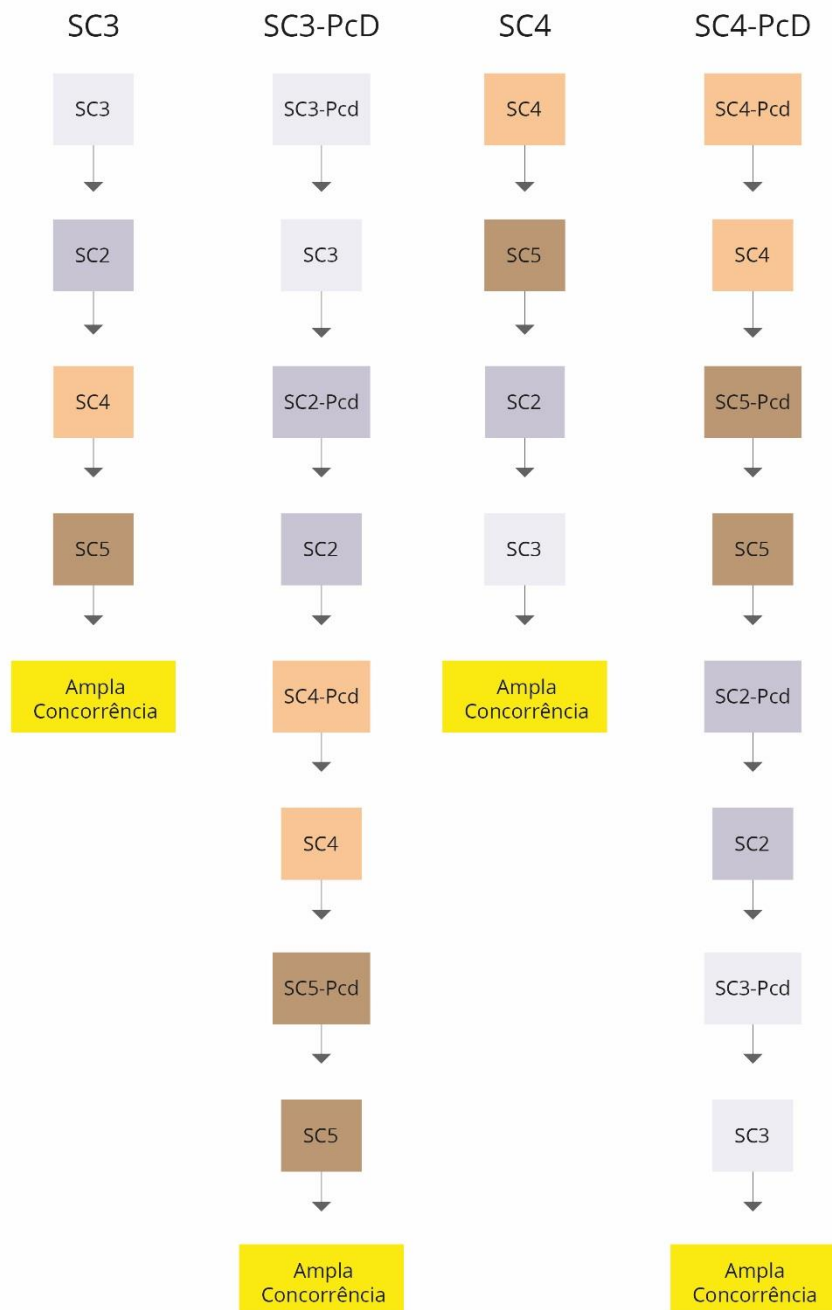 SC3
SC3
SC2
SC4
SC5
Ampla
Concorrência
SC3-PcD
SC3-Pcd
SC3
SC2-Pcd
SC2
SC4-Pcd
SC4
SC5-Pcd
SC5
Ampla
Concorrência
SC4
SC4
SC5
SC2
SC3
Ampla
Concorrência
SC4-PcD
SC4-Pcd
SC4
SC5-Pcd
SC5
SC2-Pcd
SC2
SC3-Pcd
SC3
Ampla
Concorrência